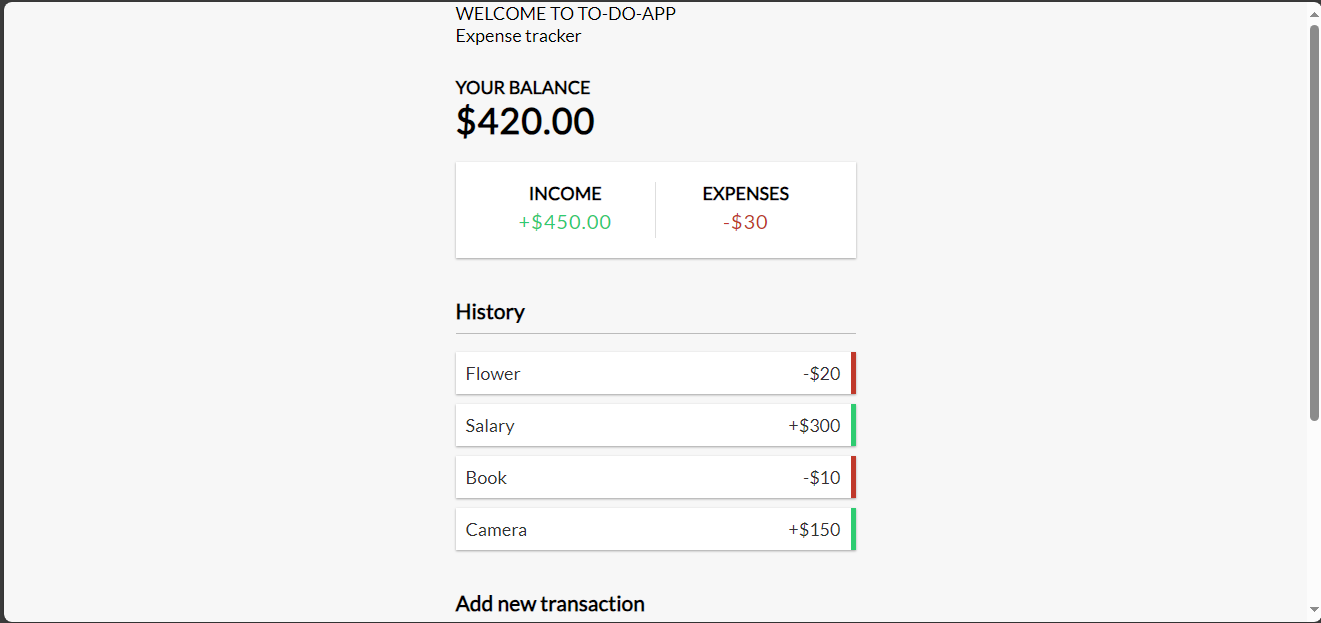 WELCOME TO TO-DO-APP
Expense tracker
YOUR BALANCE
$420.00
INCOME
+$450.00
EXPENSES
-$30
History
Flower -$20
Salary +$300
Book -$10
Camera +$150
Add new transaction